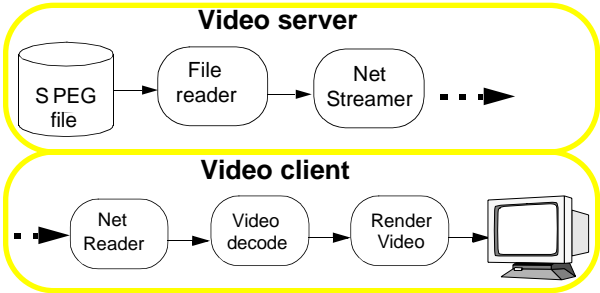 Video server
S PEG
file
File
reader
Net
Streamer
Video client
Net
Reader
Video
decode
Render
Video